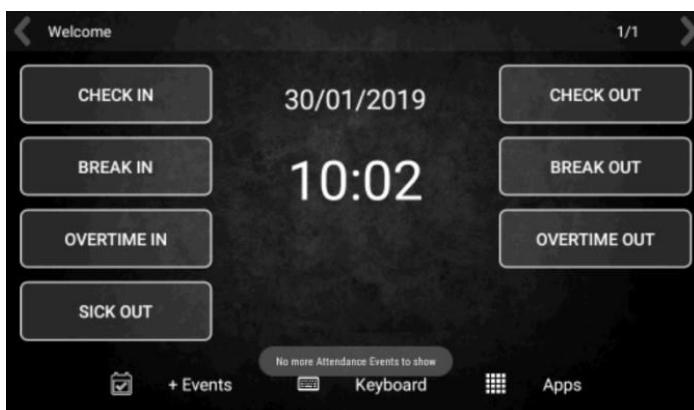 Welcome 1/1
CHECK IN 30/01/2019 CHECK OUT
BREAK IN 10:02 BREAK OUT
OVERTIME IN OVERTIME OUT
SICK OUT
No more Attendance Events to show
+ Events Keyboard Apps